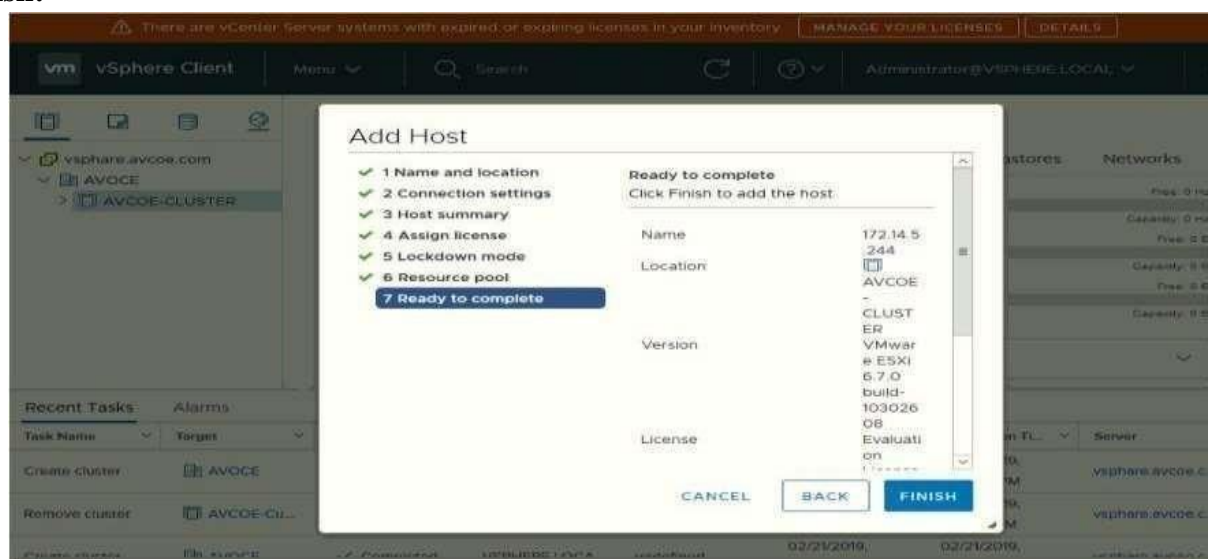 There are vCenter Server systems with expired or expiring licenses in your inventory MANAGE YOUR LICENSES DETAILS
vm vSphere Client Menu Search Administrator@VSPHERE.LOCAL
vsphare.avcoe.com
AVOCE
AVCOE-CLUSTER
Add Host
1 Name and location
2 Connection settings
3 Host summary
4 Assign license
5 Lockdown mode
6 Resource pool
7 Ready to complete
Ready to complete
Click Finish to add the host
Name 172.14.5
.244
Location
AVCOE
-
CLUST
ER
Version VMwar
e ESXi
6.7.0
build-
103026
08
License Evaluati
on
CANCEL BACK FINISH
astores Networks
Recent Tasks Alarms
Task Name Target Server
Create cluster AVOCE vsphare.avcoe.c
Remove cluster AVCOE-Cu... vsphare.avcoe.c
02/21/2019, 02/21/2019,